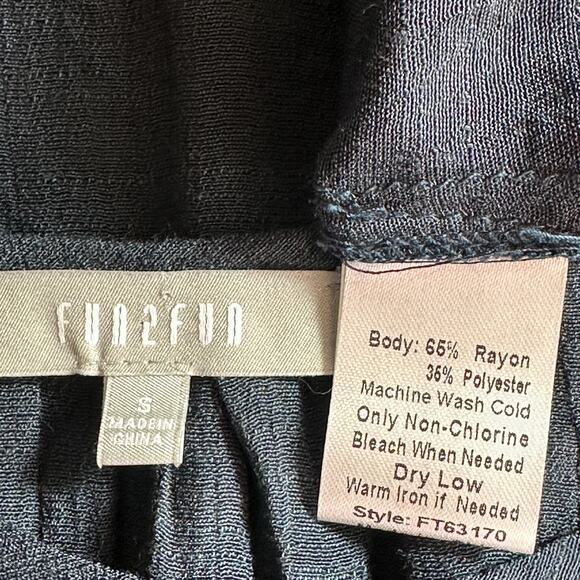 FUN2FUN
S
MADE IN
CHINA
Body: 65% Rayon
35% Polyester
Machine Wash Cold
Only Non-Chlorine
Bleach When Needed
Dry Low
Warm Iron if Needed
Style: FT63170